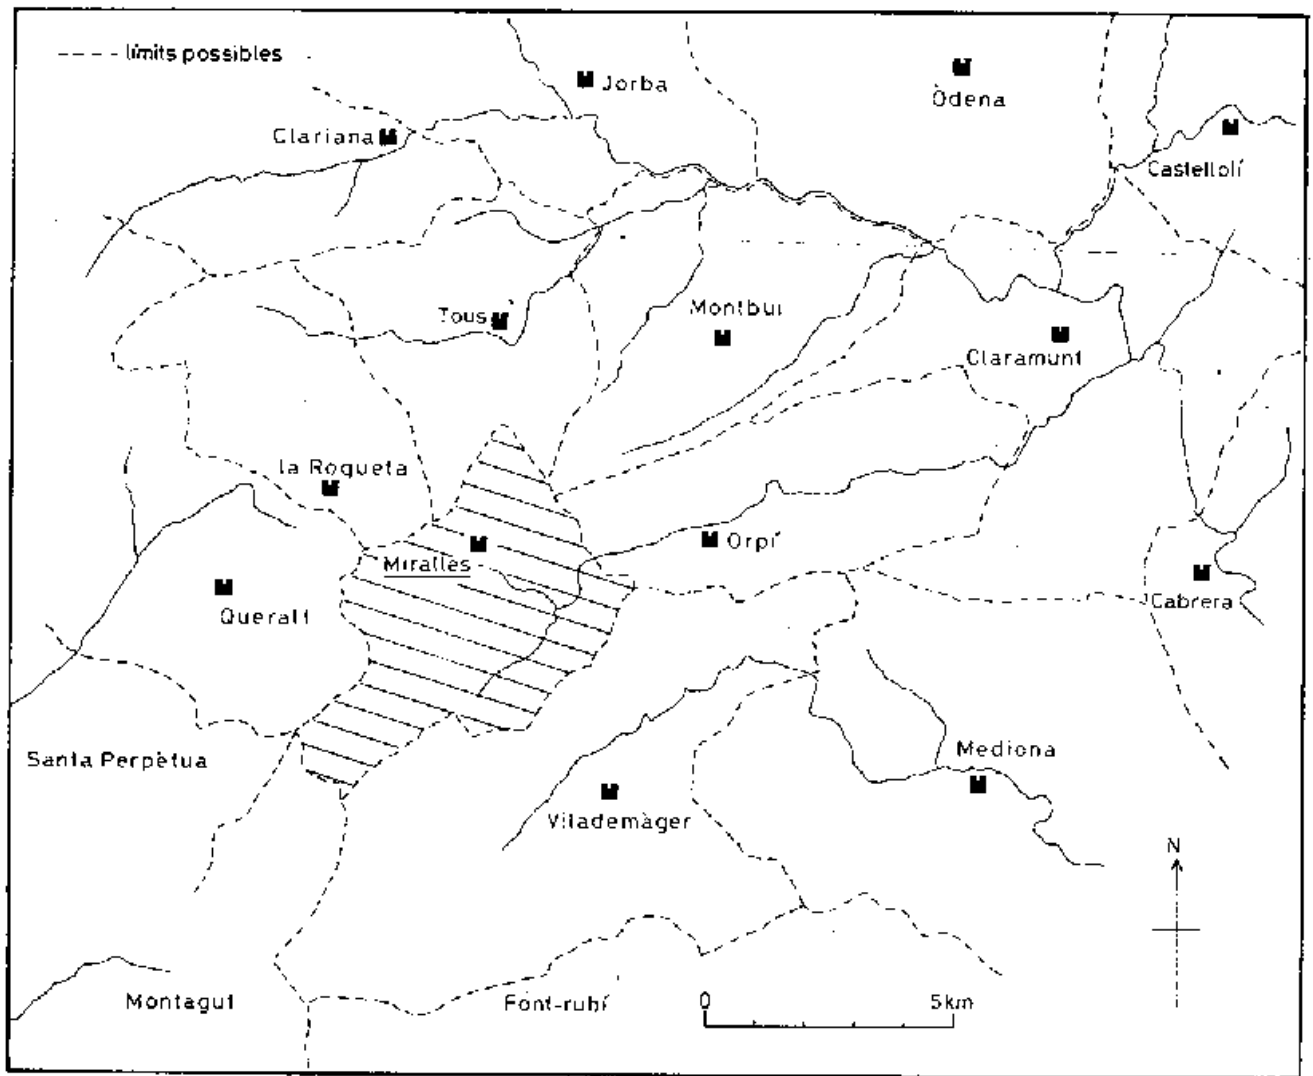 límits possibles
Jorba
Òdena
Clariana
Castellolí
Tous
Montbui
Claramunt
la Roqueta
Orpí
Miralles
Queralt
Cabrera
Santa Perpètua
Mediona
Vilademàger
N
Montagut
Font-rubí
0 5km